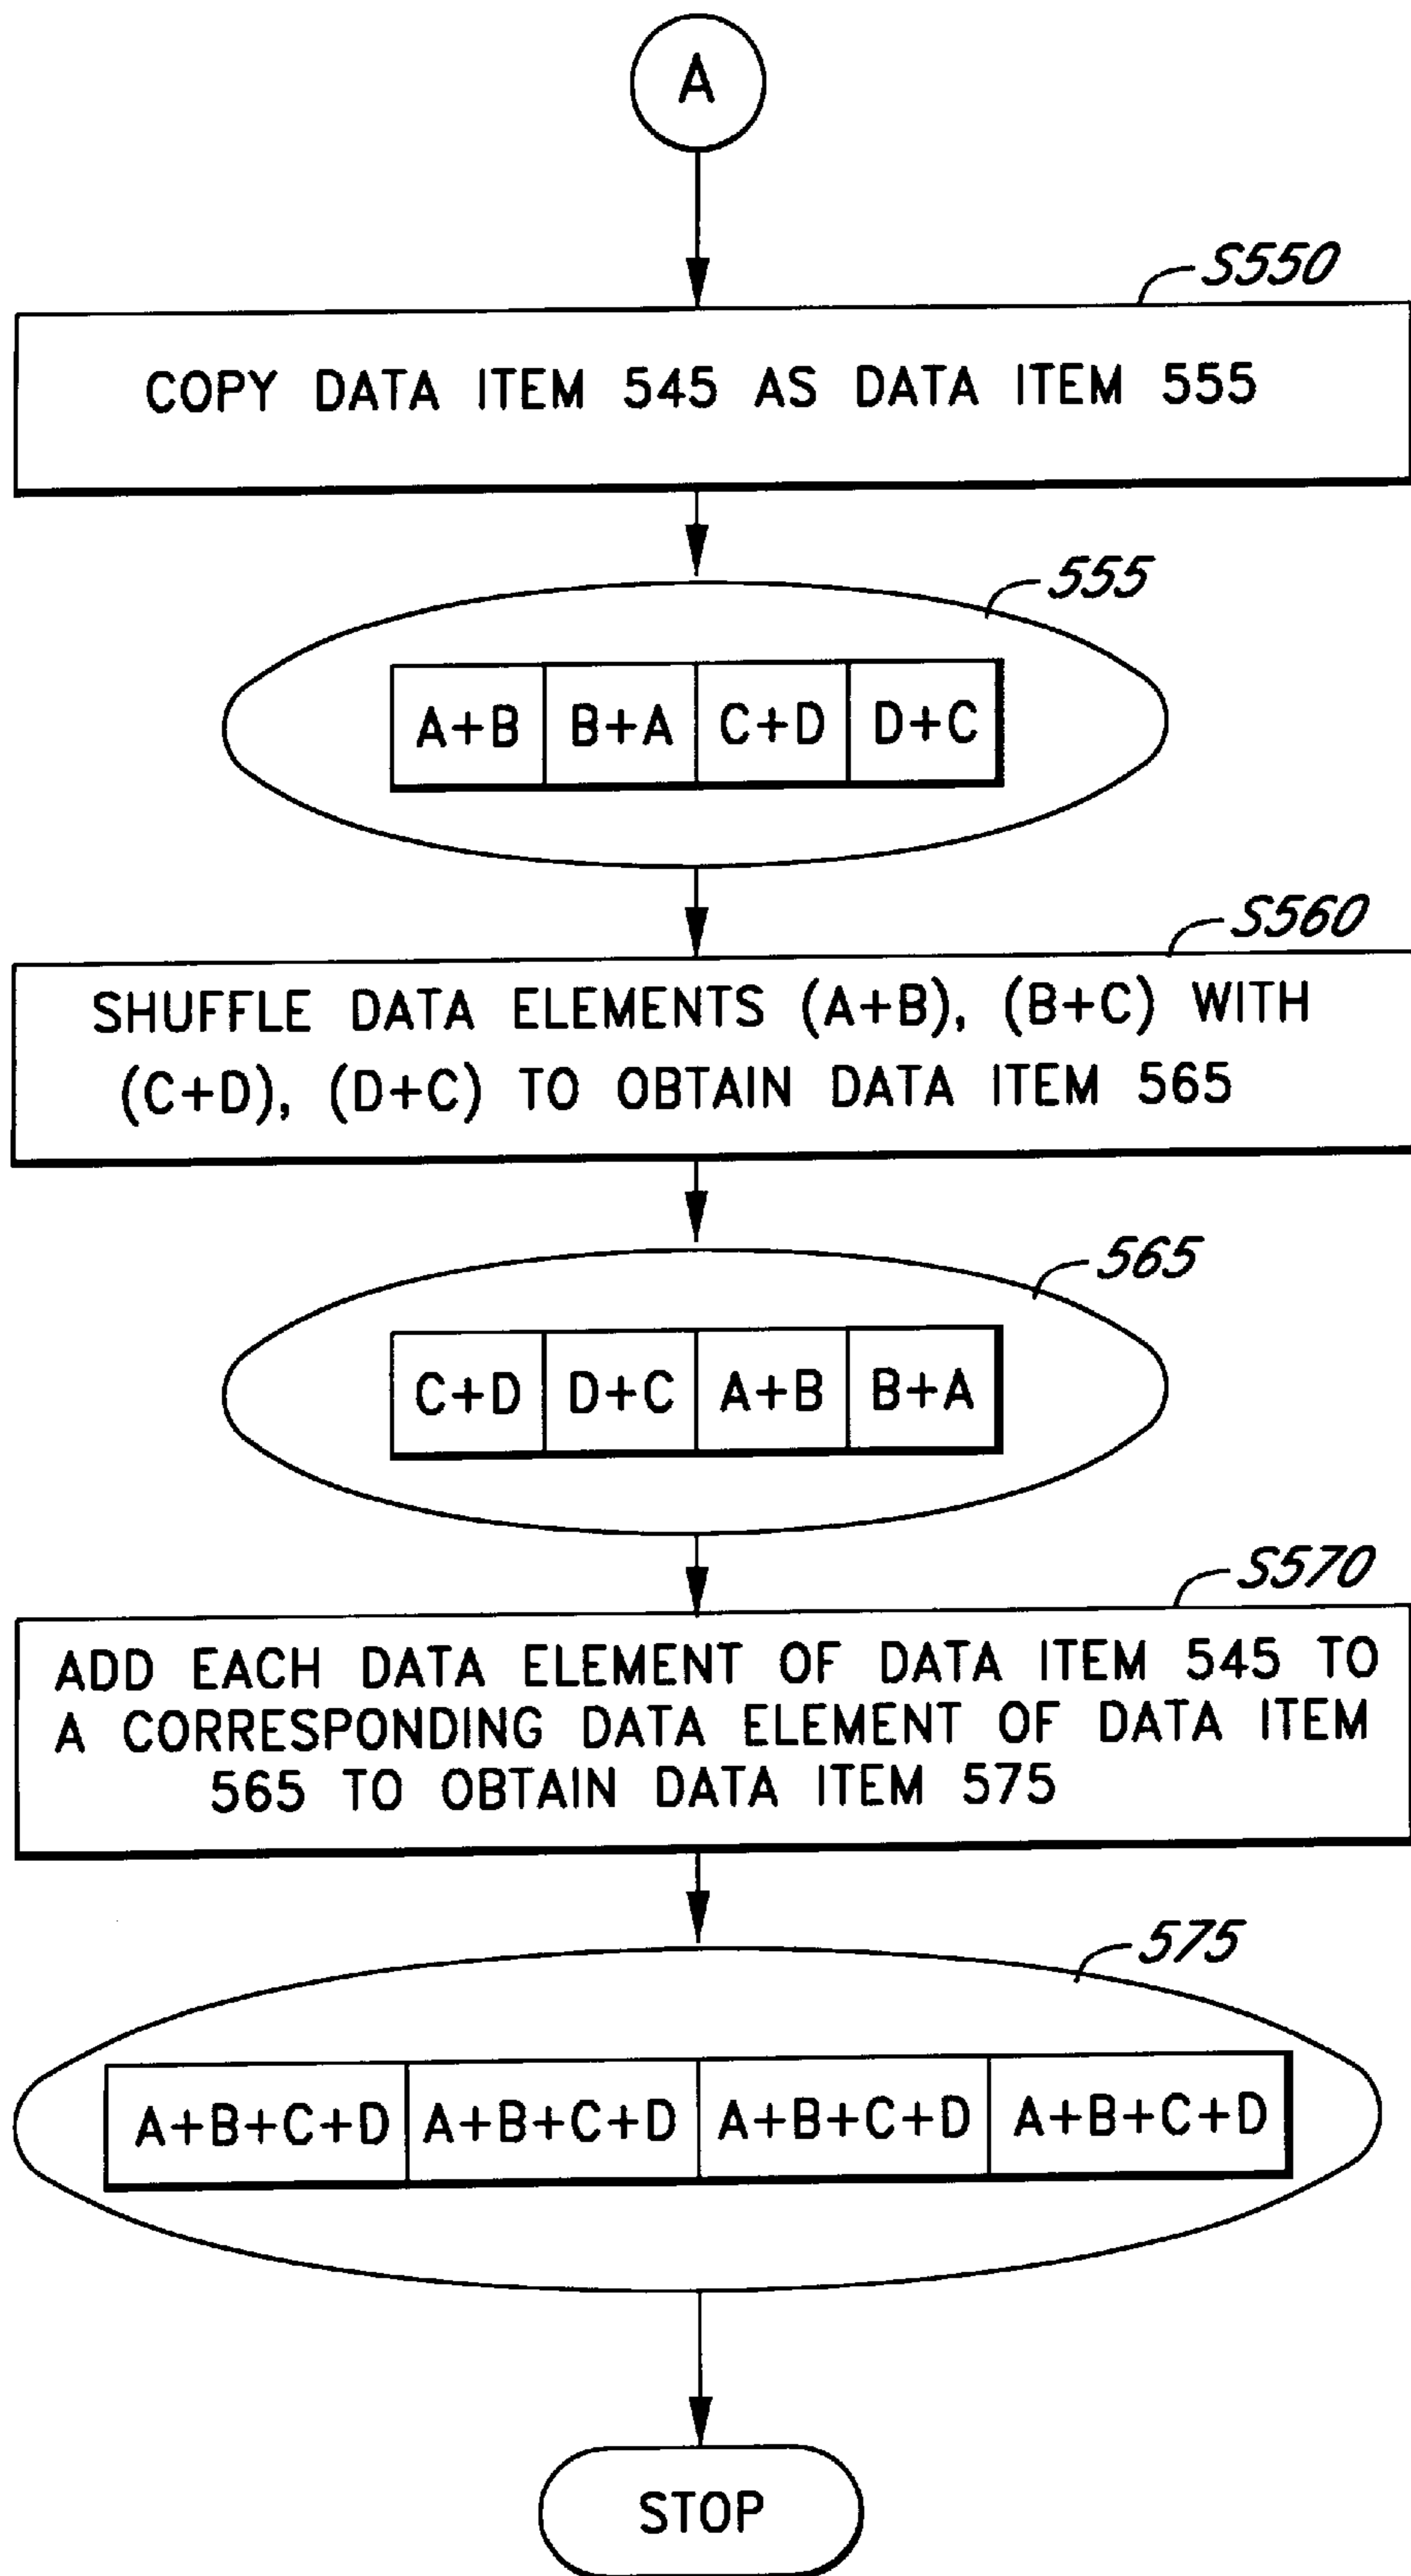 A
S550
COPY DATA ITEM 545 AS DATA ITEM 555
555
A+B B+A C+D D+C
S560
SHUFFLE DATA ELEMENTS (A+B), (B+C) WITH
(C+D), (D+C) TO OBTAIN DATA ITEM 565
565
C+D D+C A+B B+A
S570
ADD EACH DATA ELEMENT OF DATA ITEM 545 TO
A CORRESPONDING DATA ELEMENT OF DATA ITEM
565 TO OBTAIN DATA ITEM 575
575
A+B+C+D A+B+C+D A+B+C+D A+B+C+D
STOP